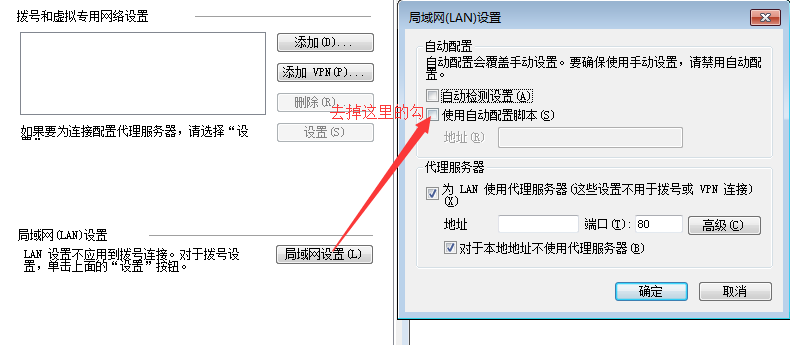 拨号和虚拟专用网络设置
添加(D)...
添加 VPN(P)...
删除(R)
如果要为连接配置代理服务器，请选择“设
设置(S)
局域网(LAN)设置
LAN 设置不应用到拨号连接。对于拨号设
置，单击上面的“设置”按钮。
局域网设置(L)
去掉这里的勾
局域网(LAN)设置
自动配置
自动配置会覆盖手动设置。要确保使用手动设置，请禁用自动配
置。
自动检测设置(A)
使用自动配置脚本(S)
地址(R)
代理服务器
为 LAN 使用代理服务器(这些设置不用于拨号或 VPN 连接)
(X)
地址
端口(T): 80
高级(C)
对于本地地址不使用代理服务器(B)
确定
取消